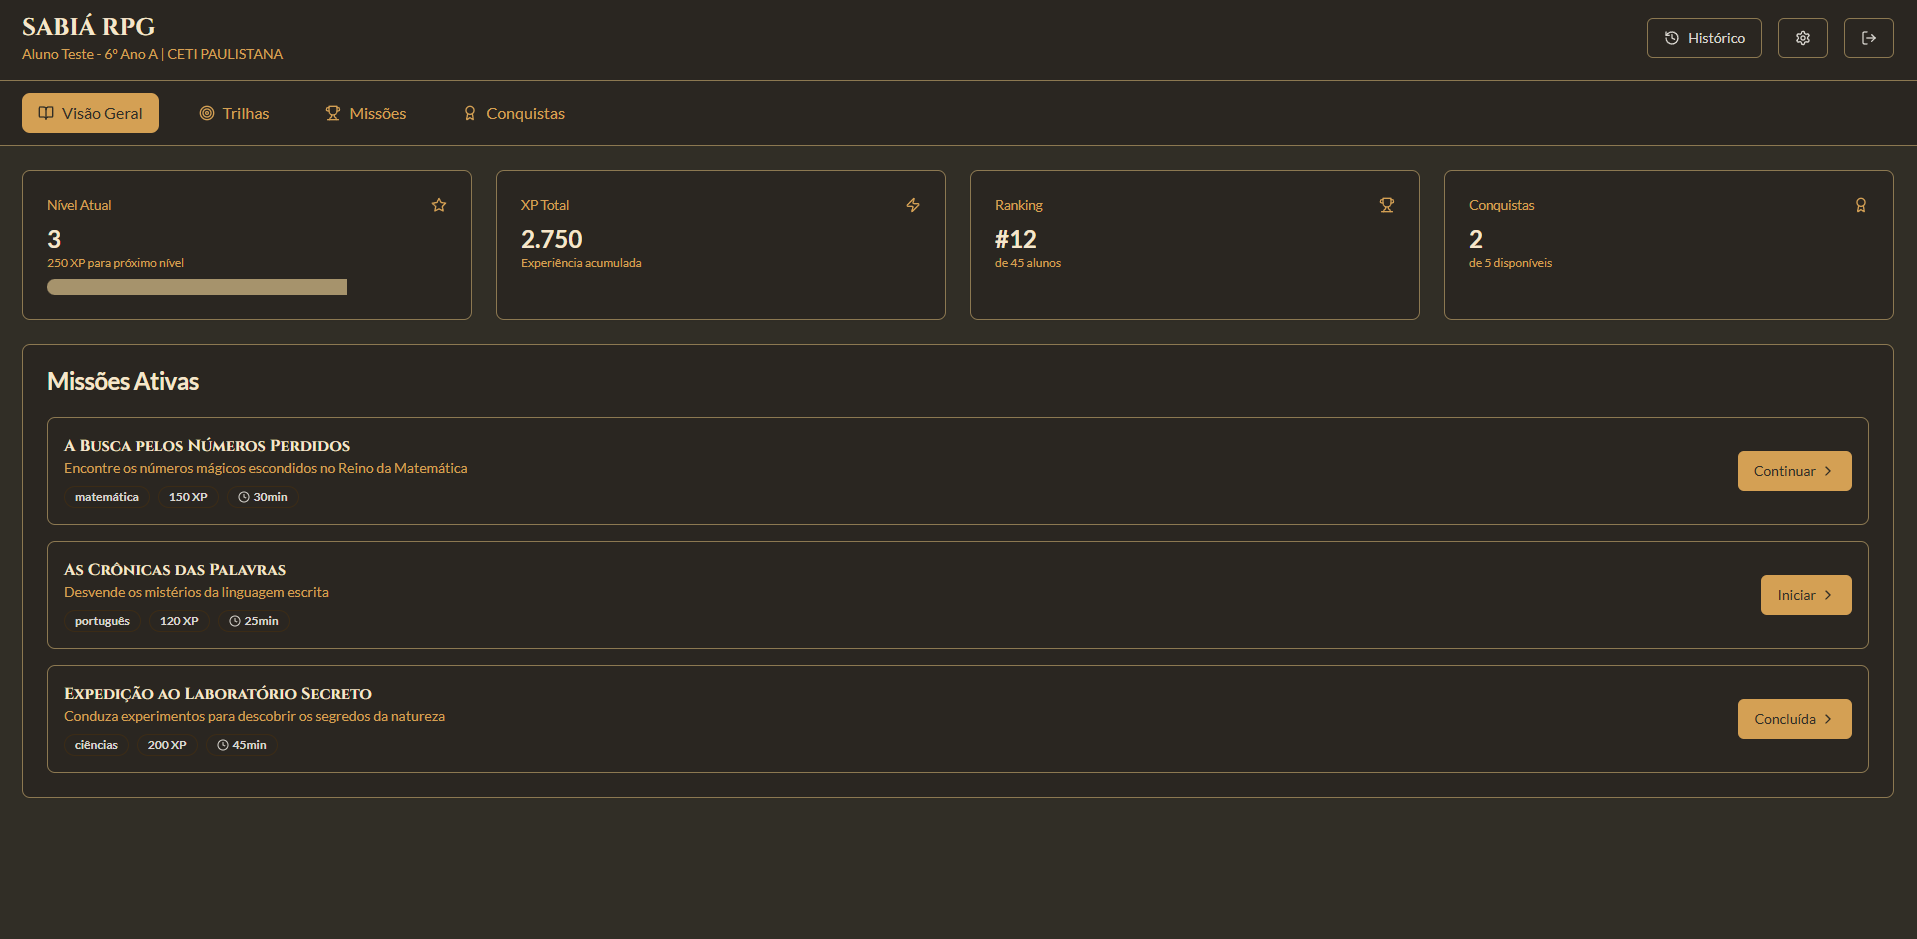 SABIÁ RPG
Aluno Teste - 6º Ano A | CETI PAULISTANA
Histórico
Visão Geral
Trilhas
Missões
Conquistas
Nível Atual
3
250 XP para próximo nível
XP Total
2.750
Experiência acumulada
Ranking
#12
de 45 alunos
Conquistas
2
de 5 disponíveis
Missões Ativas
A Busca pelos Números Perdidos
Encontre os números mágicos escondidos no Reino da Matemática
matemática 150 XP 30min
Continuar
As Crônicas das Palavras
Desvende os mistérios da linguagem escrita
português 120 XP 25min
Iniciar
Expedição ao Laboratório Secreto
Conduza experimentos para descobrir os segredos da natureza
ciências 200 XP 45min
Concluída